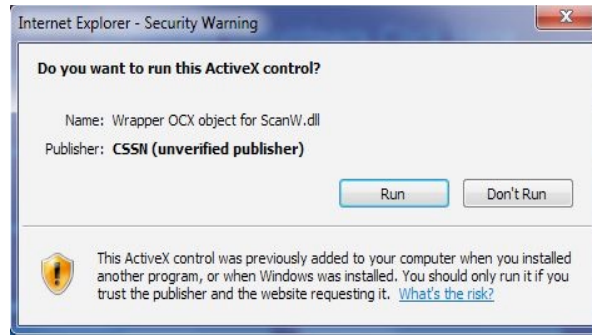 Internet Explorer - Security Warning
Do you want to run this ActiveX control?
Name: Wrapper OCX object for ScanW.dll
Publisher: CSSN (unverified publisher)
Run Don't Run
This ActiveX control was previously added to your computer when you installed
another program, or when Windows was installed. You should only run it if you
trust the publisher and the website requesting it. What's the risk?